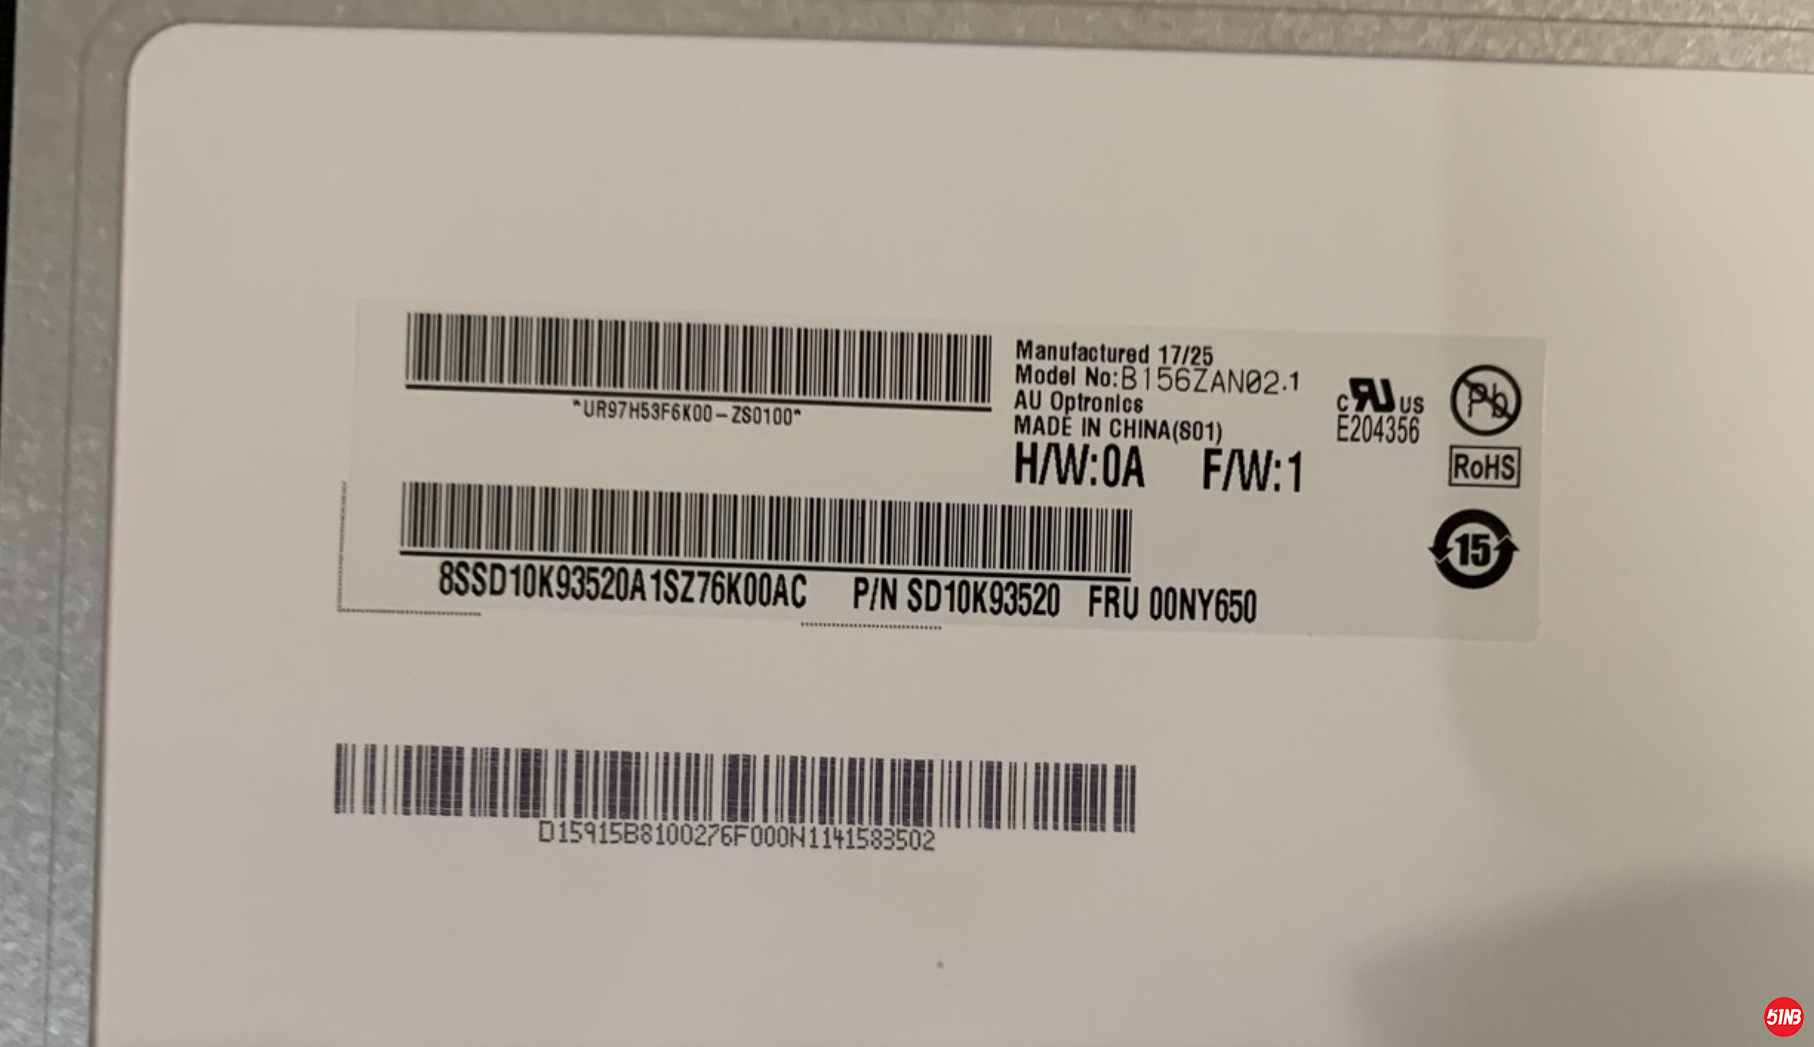 Manufactured 17/25
Model No:B156ZAN02.1
AU Optronics
MADE IN CHINA(S01)
H/W:0A F/W:1
c RU US
E204356
Pb
RoHS
15
"UR97H53F6K00-ZS0100"
8SSD10K93520A1SZ76K00AC P/N SD10K93520 FRU 00NY650
D15915B8100276F000N1141583502
51NB